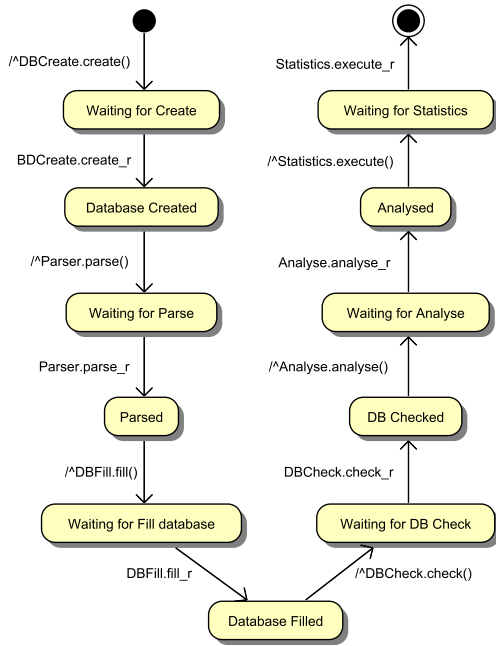 /^DBCreate.create()
Waiting for Create
BDCreate.create_r
Database Created
/^Parser.parse()
Waiting for Parse
Parser.parse_r
Parsed
/^DBFill.fill()
Waiting for Fill database
DBFill.fill_r
Database Filled
/^DBCheck.check()
Waiting for DB Check
DBCheck.check_r
DB Checked
/^Analyse.analyse()
Waiting for Analyse
Analyse.analyse_r
Analysed
/^Statistics.execute()
Waiting for Statistics
Statistics.execute_r